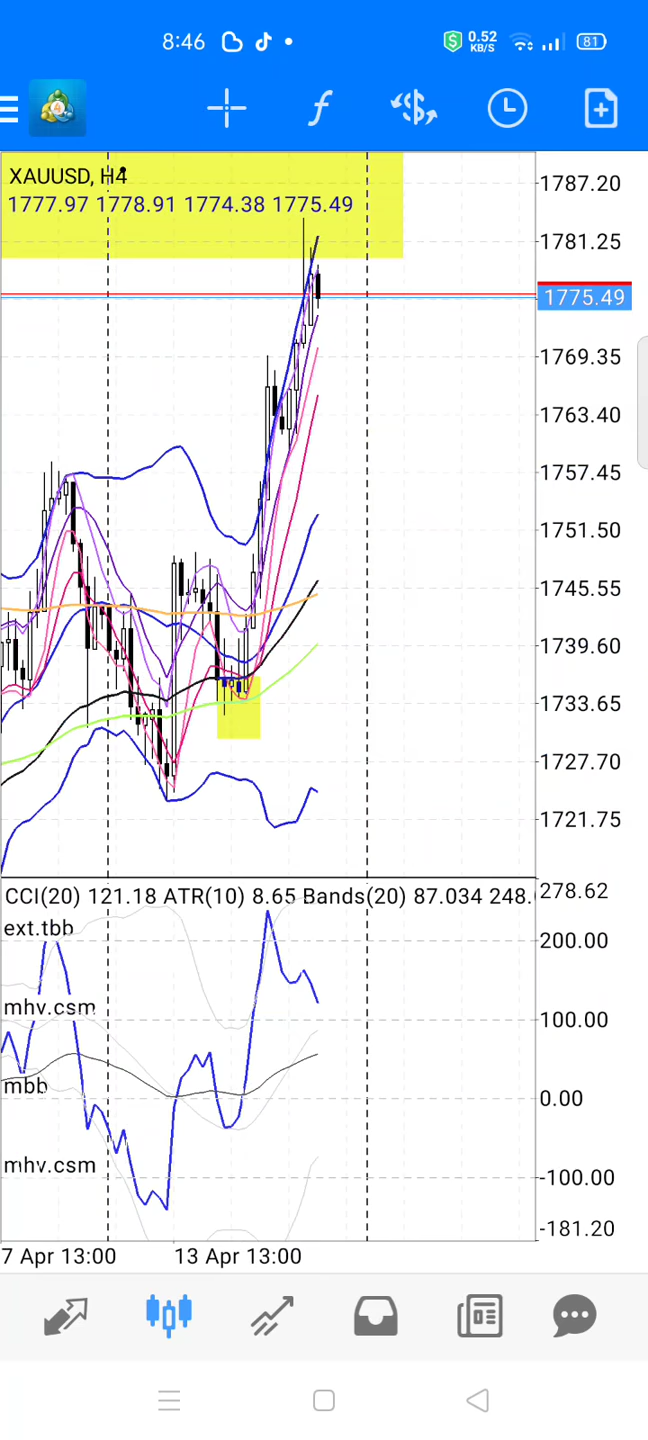 8:46
0.52
KB/S
81
XAUUSD, H4
1777.97 1778.91 1774.38 1775.49
1787.20
1781.25
1775.49
1769.35
1763.40
1757.45
1751.50
1745.55
1739.60
1733.65
1727.70
1721.75
CCI(20) 121.18 ATR(10) 8.65 Bands(20) 87.034 248.
278.62
ext.tbb
200.00
mhv.csm
100.00
mbb
0.00
mhv.csm
-100.00
-181.20
7 Apr 13:00
13 Apr 13:00